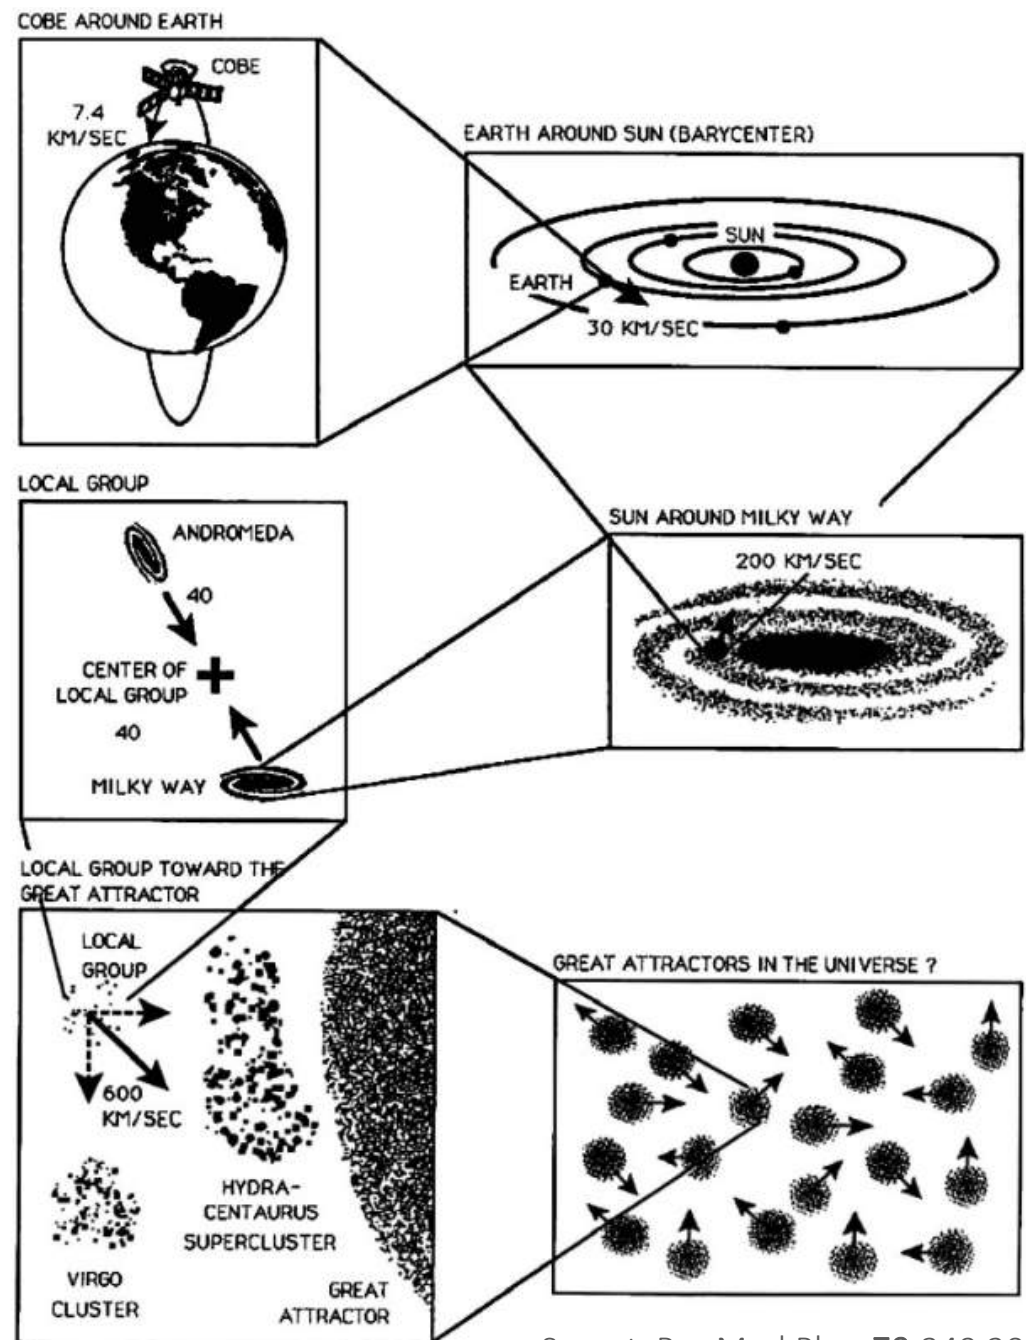 COBE AROUND EARTH
COBE
7.4
KM/SEC
EARTH AROUND SUN (BARYCENTER)
SUN
EARTH
30 KM/SEC
LOCAL GROUP
ANDROMEDA
40
CENTER OF
LOCAL GROUP
40
MILKY WAY
SUN AROUND MILKY WAY
200 KM/SEC
LOCAL GROUP TOWARD THE
GREAT ATTRACTOR
LOCAL
GROUP
600
KM/SEC
HYDRA-
CENTAURUS
SUPERCLUSTER
VIRGO
CLUSTER
GREAT
ATTRACTOR
GREAT ATTRACTORS IN THE UNIVERSE ?